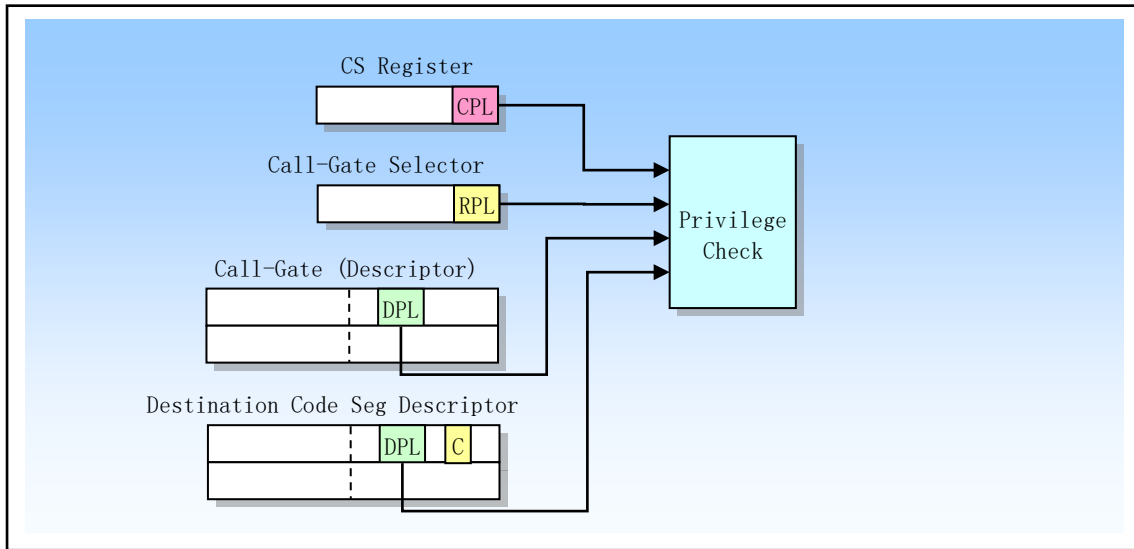 CS Register
CPL
Call-Gate Selector
RPL
Privilege
Check
Call-Gate (Descriptor)
DPL
Destination Code Seg Descriptor
DPL
C